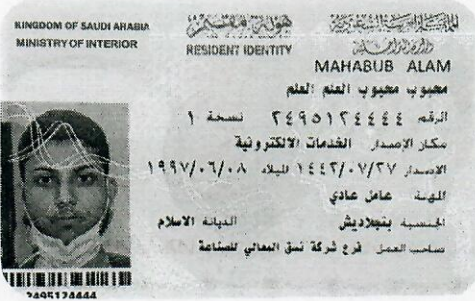 KINGDOM OF SAUDI ARABIA
MINISTRY OF INTERIOR
هوية مقيم
RESIDENT IDENTITY
المملكة العربية السعودية
وزارة الداخلية
MAHABUB ALAM
محبوب محبوب العلم العلم
الرقم ٢٤٩٥١٢٤٤٤٤ نسخة ١
مكان الإصدار الخدمات الالكترونية
الإصدار ١٤٤٢/٠٧/٢٧ الميلاد ١٩٩٧/٠٦/٠٨
المهنة عامل عادي
الجنسية بنجلاديش الديانة الاسلام
صاحب العمل فرع شركة نسق المعالي للصناعة
2495124444